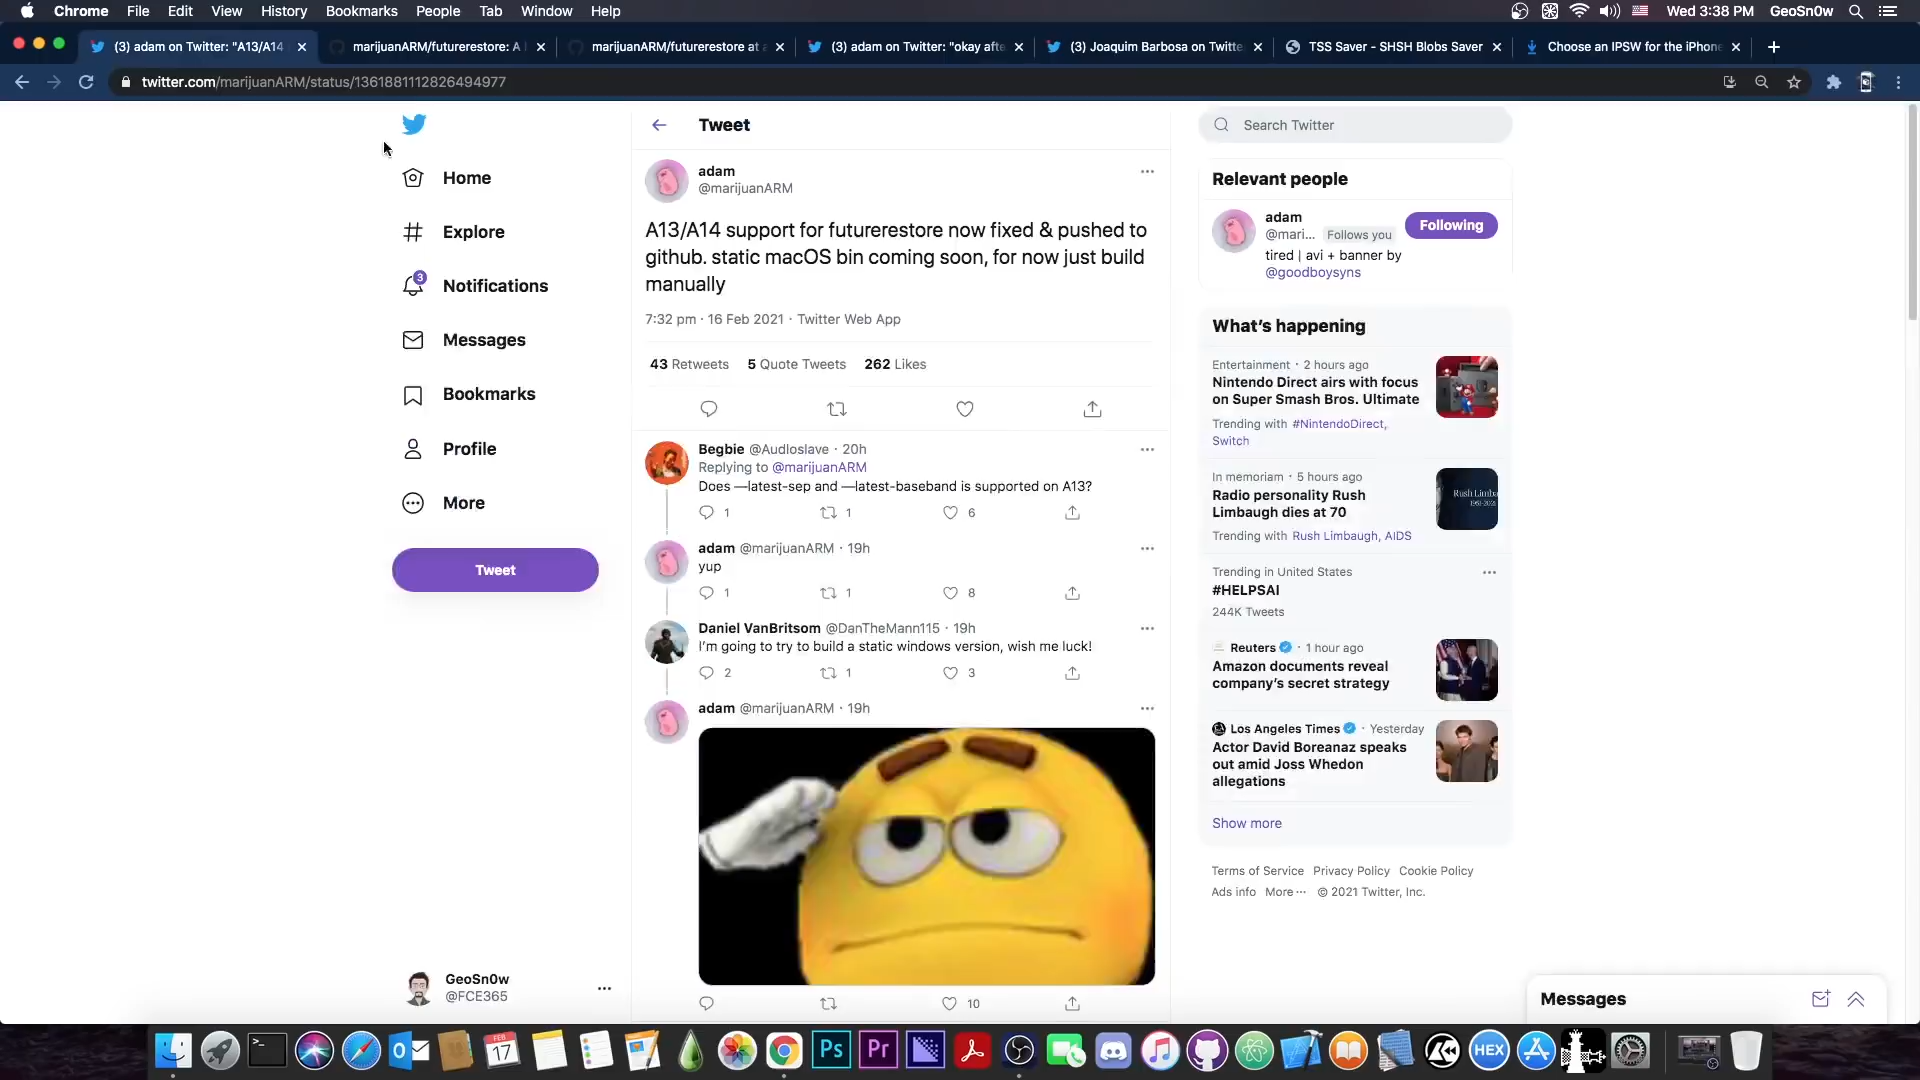 Chrome File Edit View History Bookmarks People Tab Window Help
Wed 3:38 PM GeoSn0w
(3) adam on Twitter: "A13/A14
marijuanARM/futurerestore: A
marijuanARM/futurerestore at
(3) adam on Twitter: "okay afte
(3) Joaquim Barbosa on Twitte
TSS Saver - SHSH Blobs Saver
Choose an IPSW for the iPhone
twitter.com/marijuanARM/status/1361881112826494977
Home
Explore
3
Notifications
Messages
Bookmarks
Profile
More
Tweet
GeoSn0w
@FCE365
Tweet
adam
@marijuanARM
A13/A14 support for futurerestore now fixed & pushed to
github. static macOS bin coming soon, for now just build
manually
7:32 pm · 16 Feb 2021 · Twitter Web App
43 Retweets 5 Quote Tweets 262 Likes
Begbie @Audloslave · 20h
Replying to @marijuanARM
Does —latest-sep and —latest-baseband is supported on A13?
1 1 6
adam @marijuanARM · 19h
yup
1 1 8
Daniel VanBritsom @DanTheMann115 · 19h
I'm going to try to build a static windows version, wish me luck!
2 1 3
adam @marijuanARM · 19h
10
Search Twitter
Relevant people
adam
@mari... Follows you
Following
tired | avi + banner by
@goodboysyns
What's happening
Entertainment · 2 hours ago
Nintendo Direct airs with focus
on Super Smash Bros. Ultimate
Trending with #NintendoDirect,
Switch
In memoriam · 5 hours ago
Radio personality Rush
Limbaugh dies at 70
Trending with Rush Limbaugh, AIDS
Rush Limba
Trending in United States
#HELPSAI
244K Tweets
Reuters · 1 hour ago
Amazon documents reveal
company's secret strategy
Los Angeles Times · Yesterday
Actor David Boreanaz speaks
out amid Joss Whedon
allegations
Show more
Terms of Service Privacy Policy Cookie Policy
Ads info More ··· © 2021 Twitter, Inc.
Messages
FEB
17
Ps
Pr
HEX